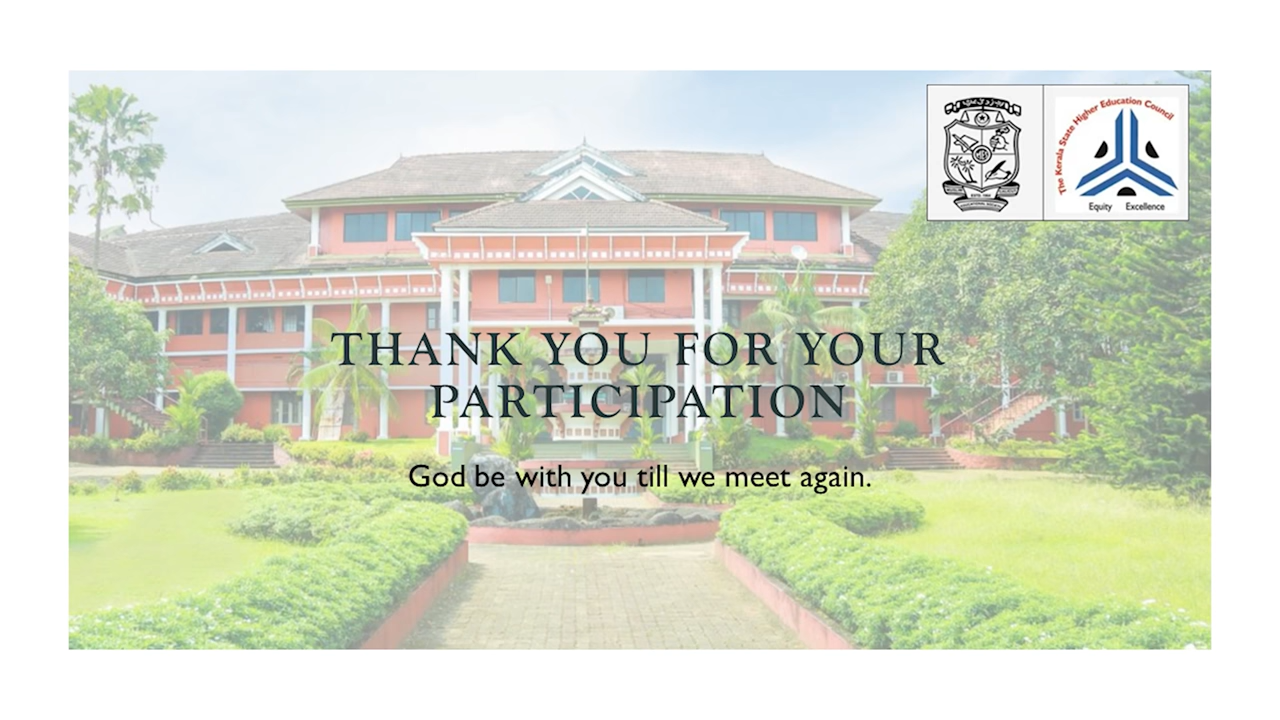 The Kerala State Higher Education Council
Equity Excellence
THANK YOU FOR YOUR
PARTICIPATION
God be with you till we meet again.